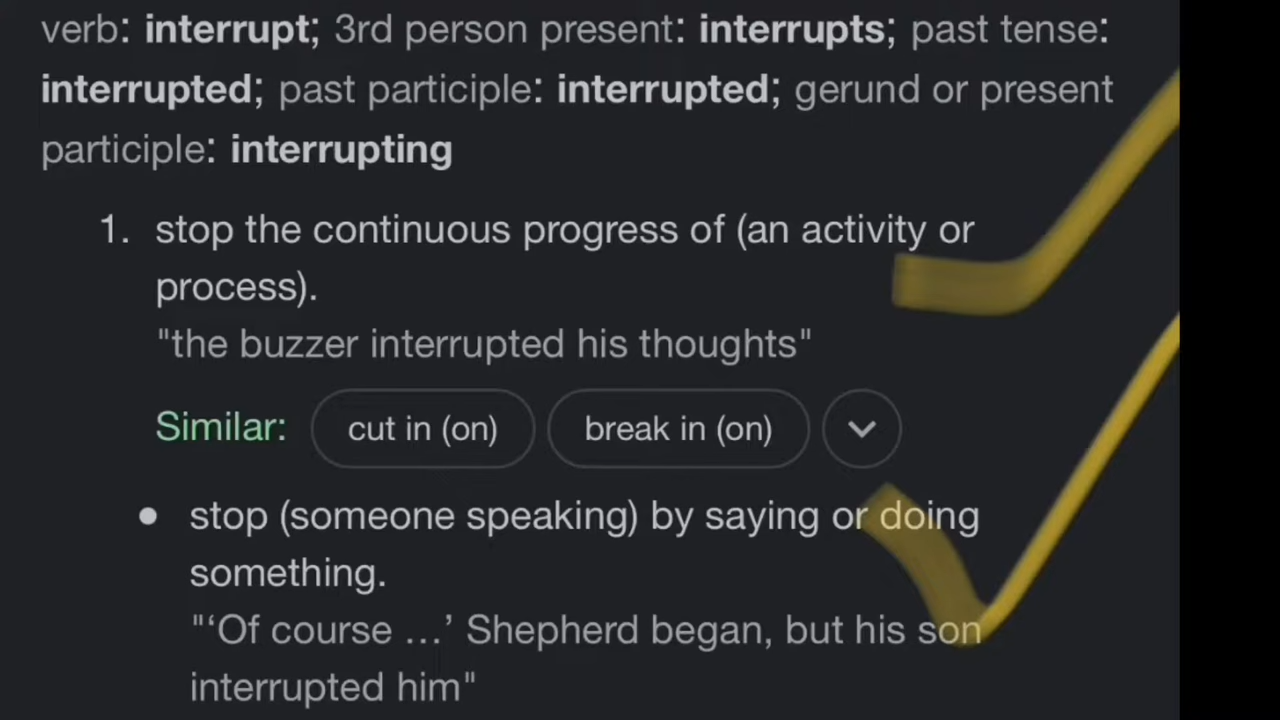 verb: interrupt; 3rd person present: interrupts; past tense:
interrupted; past participle: interrupted; gerund or present
participle: interrupting
1. stop the continuous progress of (an activity or
process).
"the buzzer interrupted his thoughts"
Similar: cut in (on) break in (on)
● stop (someone speaking) by saying or doing
something.
"‘Of course …’ Shepherd began, but his son
interrupted him"